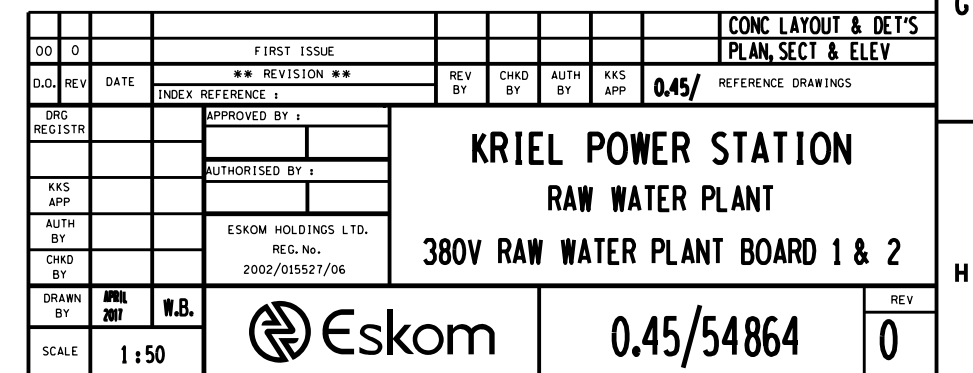 CONC LAYOUT & DET'S
00 0 FIRST ISSUE PLAN, SECT & ELEV
D.O. REV DATE ** REVISION ** REV BY CHKD BY AUTH BY KKS APP 0.45/ REFERENCE DRAWINGS
INDEX REFERENCE :
DRG REGISTR
APPROVED BY :
KRIEL POWER STATION
AUTHORISED BY :
KKS APP
RAW WATER PLANT
AUTH BY
ESKOM HOLDINGS LTD.
REG. No.
2002/015527/06
380V RAW WATER PLANT BOARD 1 & 2
CHKD BY
DRAWN BY APRIL 2017 W.B.
Eskom
0.45/54864
REV
0
SCALE 1:50
G
H